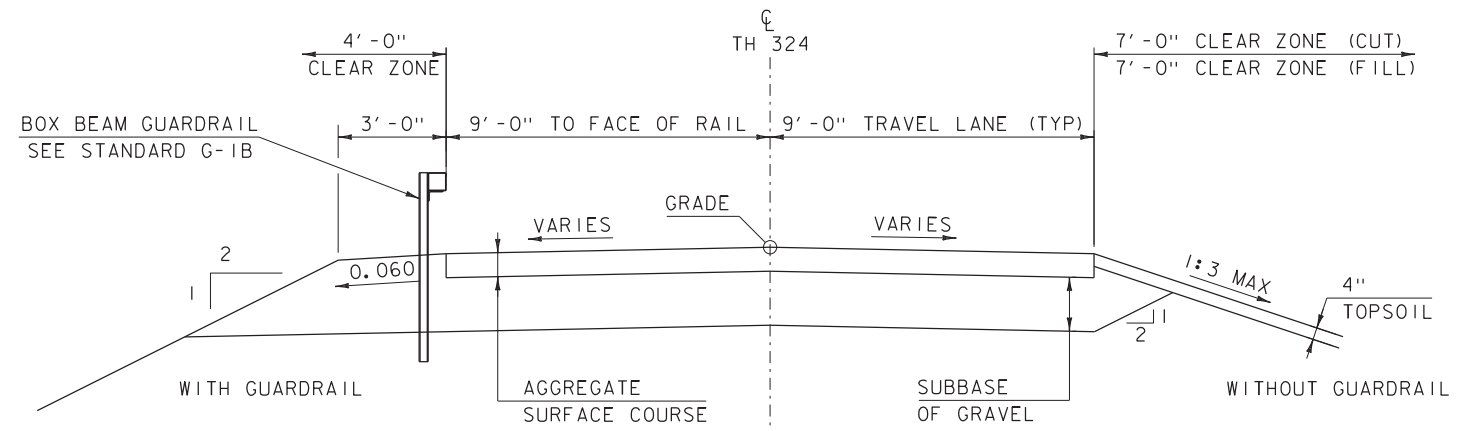 ℄
TH 324
4'-0"
CLEAR ZONE
7'-0" CLEAR ZONE (CUT)
7'-0" CLEAR ZONE (FILL)
BOX BEAM GUARDRAIL
SEE STANDARD G-1B
3'-0"
9'-0" TO FACE OF RAIL
9'-0" TRAVEL LANE (TYP)
GRADE
VARIES
VARIES
2
1
0.060
1:3 MAX
4"
TOPSOIL
1
2
WITH GUARDRAIL
AGGREGATE
SURFACE COURSE
SUBBASE
OF GRAVEL
WITHOUT GUARDRAIL